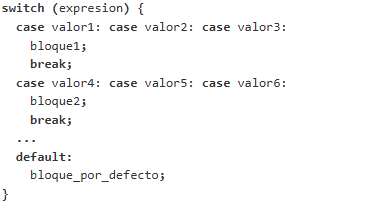 switch (expresion) {
  case valor1: case valor2: case valor3:
    bloque1;
    break;
  case valor4: case valor5: case valor6:
    bloque2;
    break;
  ...
  default:
    bloque_por_defecto;
}